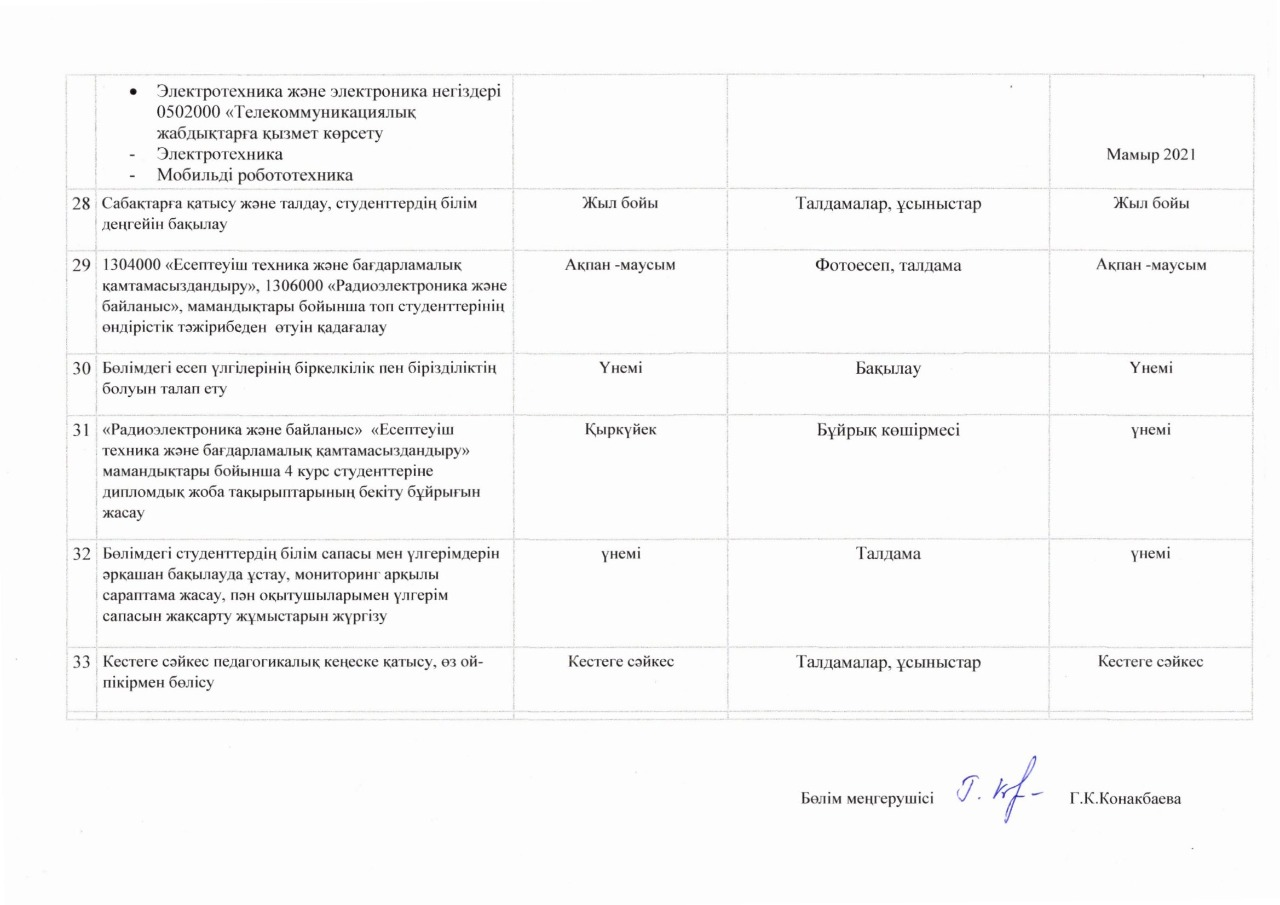 • Электротехника және электроника негіздері
0502000 «Телекоммуникациялық
жабдықтарға қызмет көрсету
- Электротехника
- Мобильді робототехника
Мамыр 2021
28 Сабақтарға қатысу және талдау, студенттердің білім
деңгейін бақылау
Жыл бойы
Талдамалар, ұсыныстар
Жыл бойы
29 1304000 «Есептеуіш техника және бағдарламалық
қамтамасыздандыру», 1306000 «Радиоэлектроника және
байланыс», мамандықтары бойынша топ студенттерінің
өндірістік тәжірибеден өтуін қадағалау
Ақпан -маусым
Фотоесеп, талдама
Ақпан -маусым
30 Бөлімдегі есеп үлгілерінің біркелкілік пен бірізділіктің
болуын талап ету
Үнемі
Бақылау
Үнемі
31 «Радиоэлектроника және байланыс» «Есептеуіш
техника және бағдарламалық қамтамасыздандыру»
мамандықтары бойынша 4 курс студенттеріне
дипломдық жоба тақырыптарының бекіту бұйрығын
жасау
Қыркүйек
Бұйрық көшірмесі
үнемі
32 Бөлімдегі студенттердің білім сапасы мен үлгерімдерін
әрқашан бақылауда ұстау, мониторинг арқылы
сараптама жасау, пән оқытушыларымен үлгерім
сапасын жақсарту жұмыстарын жүргізу
үнемі
Талдама
үнемі
33 Кестеге сәйкес педагогикалық кеңеске қатысу, өз ой-
пікірмен бөлісу
Кестеге сәйкес
Талдамалар, ұсыныстар
Кестеге сәйкес
Бөлім меңгерушісі Г.К.Конакбаева